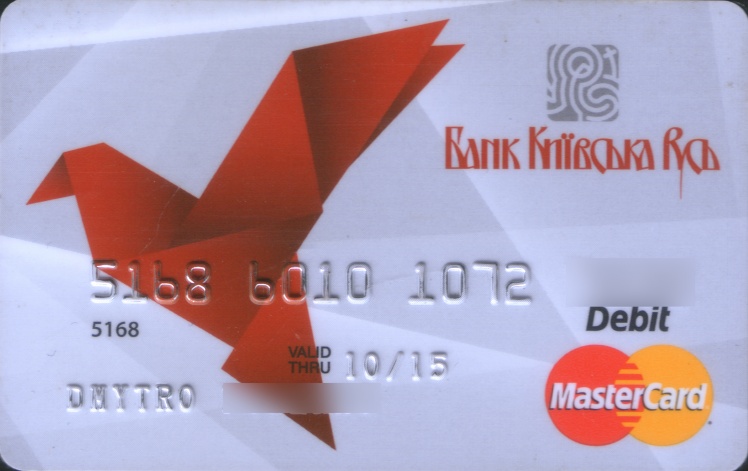 Банк Київська Русь
5168 6010 1072
5168
Debit
VALID
THRU 10/15
DMYTRO
MasterCard